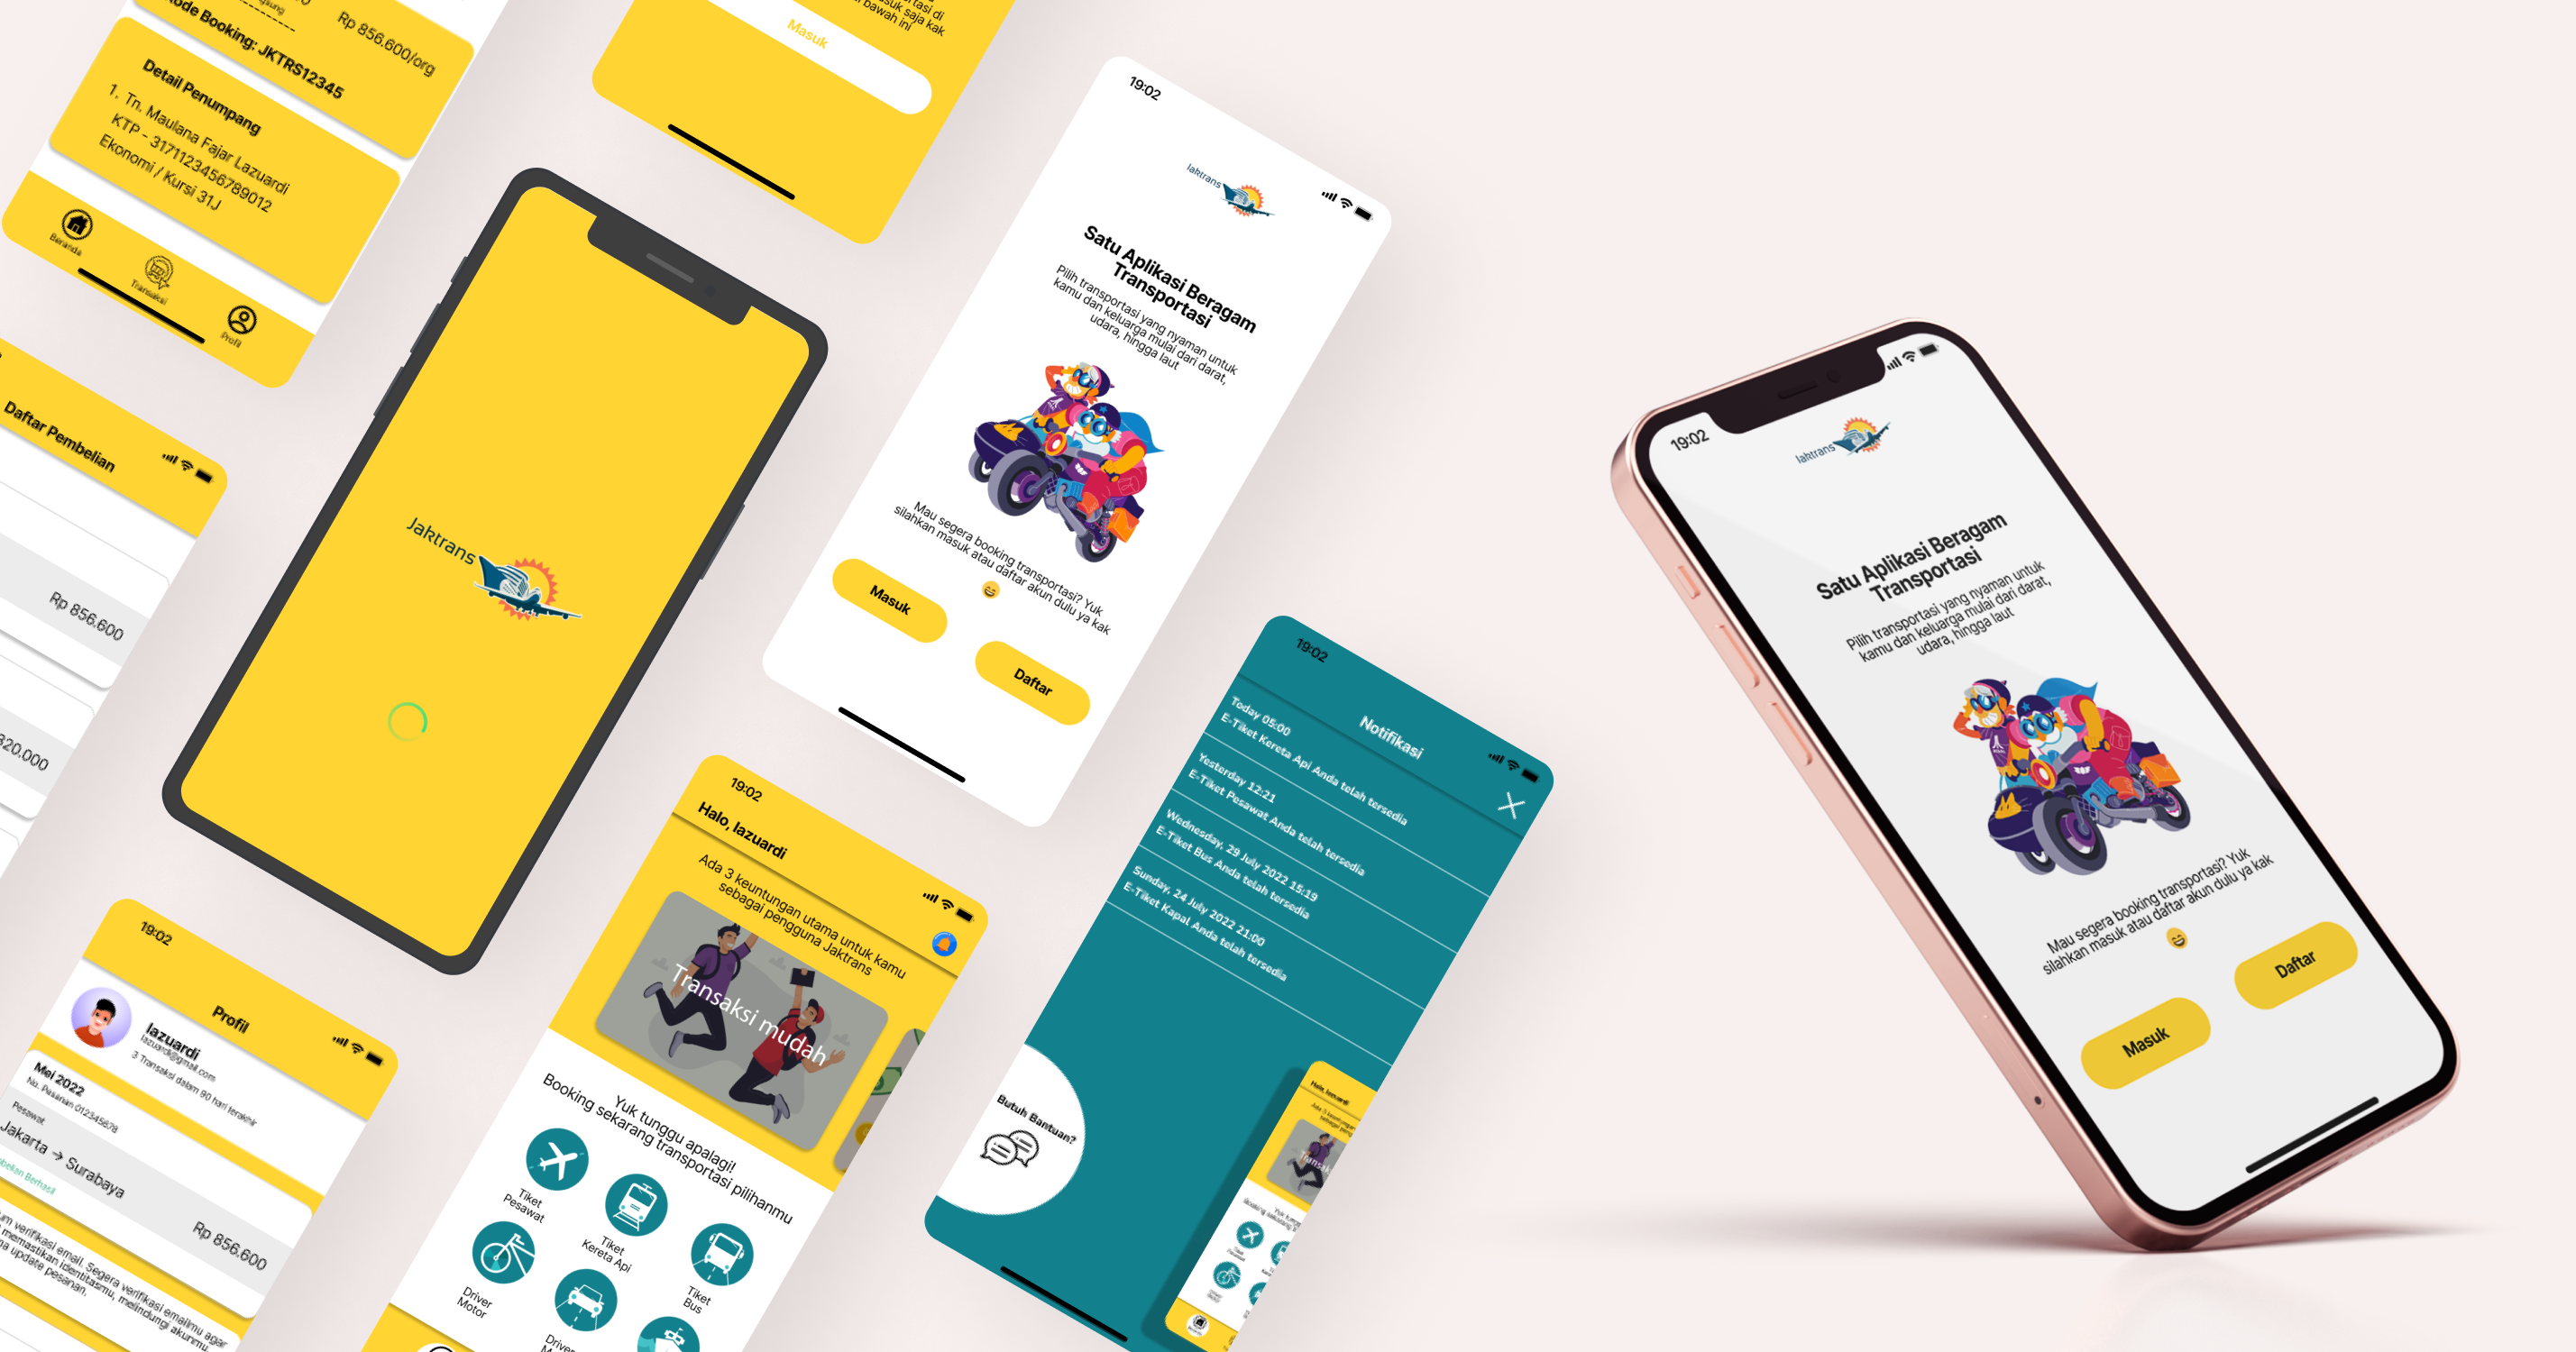 Rp 856.600/org
Kode Booking: JKTRS12345
Detail Penumpang
1. Tn. Maulana Fajar Lazuardi
KTP - 3171123456789012
Ekonomi / Kursi 31J
Beranda
Transaksi
Profil
bawah ini
Masuk
Daftar Pembelian
Rp 856.600
320.000
Jaktrans
19:02
Jaktrans
Satu Aplikasi Beragam
Transportasi
Pilih transportasi yang nyaman untuk
kamu dan keluarga mulai dari darat,
udara, hingga laut
Mau segera booking transportasi? Yuk
silahkan masuk atau daftar akun dulu ya kak
Masuk
Daftar
19:02
Profil
lazuardi
lazuardi@gmail.com
3 Transaksi dalam 90 hari terakhir
Mei 2022
No. Pesanan 012345678
Pesawat
Jakarta → Surabaya
Berhasil
Rp 856.600
verifikasi email. Segera verifikasi emailmu agar
memastikan identitasmu, melindungi akunmu,
update pesanan.
19:02
Halo, lazuardi
Ada 3 keuntungan utama untuk kamu
sebagai pengguna Jaktrans
Transaksi mudah
Yuk tunggu apalagi!
Booking sekarang transportasi pilihanmu
Tiket
Pesawat
Tiket
Kereta Api
Tiket
Bus
Driver
Motor
Driver
19:02
Notifikasi
Today 05:00
E-Tiket Kereta Api Anda telah tersedia
Yesterday 12:21
E-Tiket Pesawat Anda telah tersedia
Wednesday, 29 July 2022 15:19
E-Tiket Bus Anda telah tersedia
Sunday, 24 July 2022 21:00
E-Tiket Kapal Anda telah tersedia
Butuh Bantuan?
Halo, lazuardi
19:02
Jaktrans
Satu Aplikasi Beragam
Transportasi
Pilih transportasi yang nyaman untuk
kamu dan keluarga mulai dari darat,
udara, hingga laut
Mau segera booking transportasi? Yuk
silahkan masuk atau daftar akun dulu ya kak
Masuk
Daftar